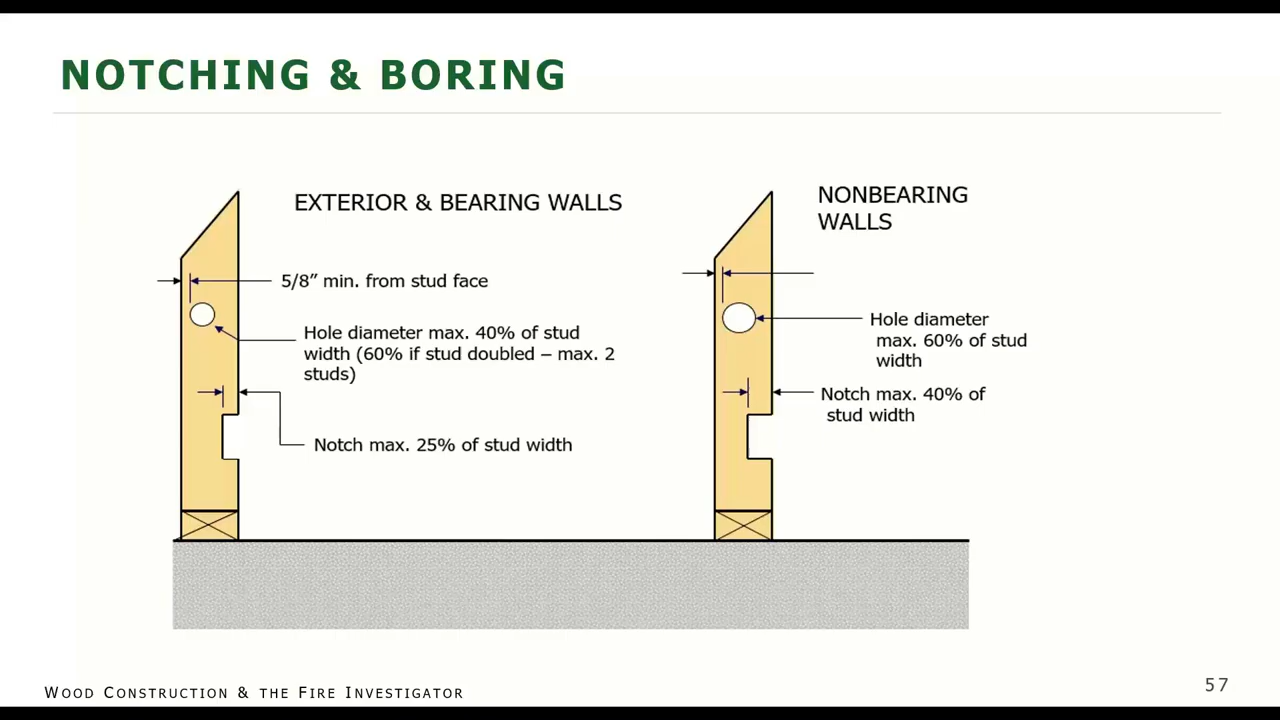 NOTCHING & BORING
EXTERIOR & BEARING WALLS
5/8” min. from stud face
Hole diameter max. 40% of stud
width (60% if stud doubled – max. 2
studs)
Notch max. 25% of stud width
NONBEARING
WALLS
Hole diameter
max. 60% of stud
width
Notch max. 40% of
stud width
WOOD CONSTRUCTION & THE FIRE INVESTIGATOR
57